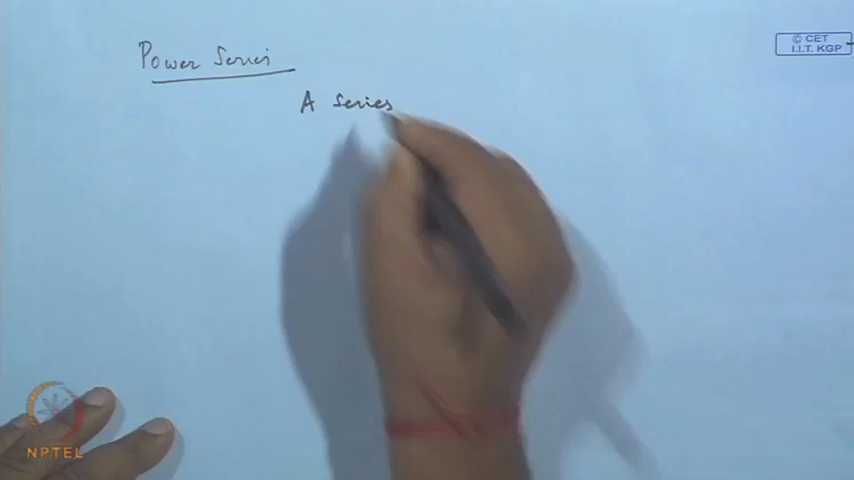 Power Series
© CET
I.I.T. KGP
A Series
NPTEL